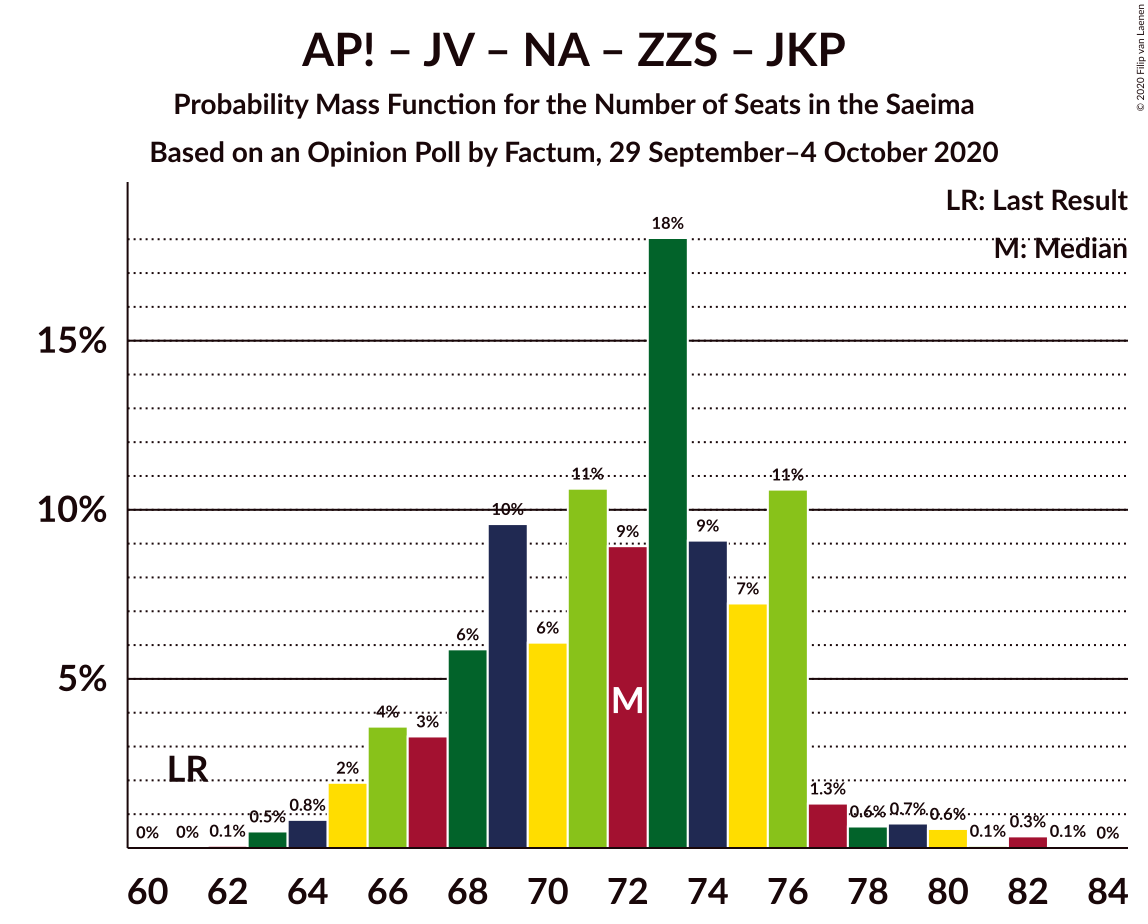 AP! – JV – NA – ZZS – JKP
Probability Mass Function for the Number of Seats in the Saeima
Based on an Opinion Poll by Factum, 29 September–4 October 2020
© 2020 Filip van Laenen
LR: Last Result
M: Median
15%
10%
5%
0% 0% 0.1% 0.5% 0.8% 2% 4% 3% 6% 10% 6% 11% 9% 18% 9% 7% 11% 1.3% 0.6% 0.7% 0.6% 0.1% 0.3% 0.1% 0%
LR
M
60 62 64 66 68 70 72 74 76 78 80 82 84